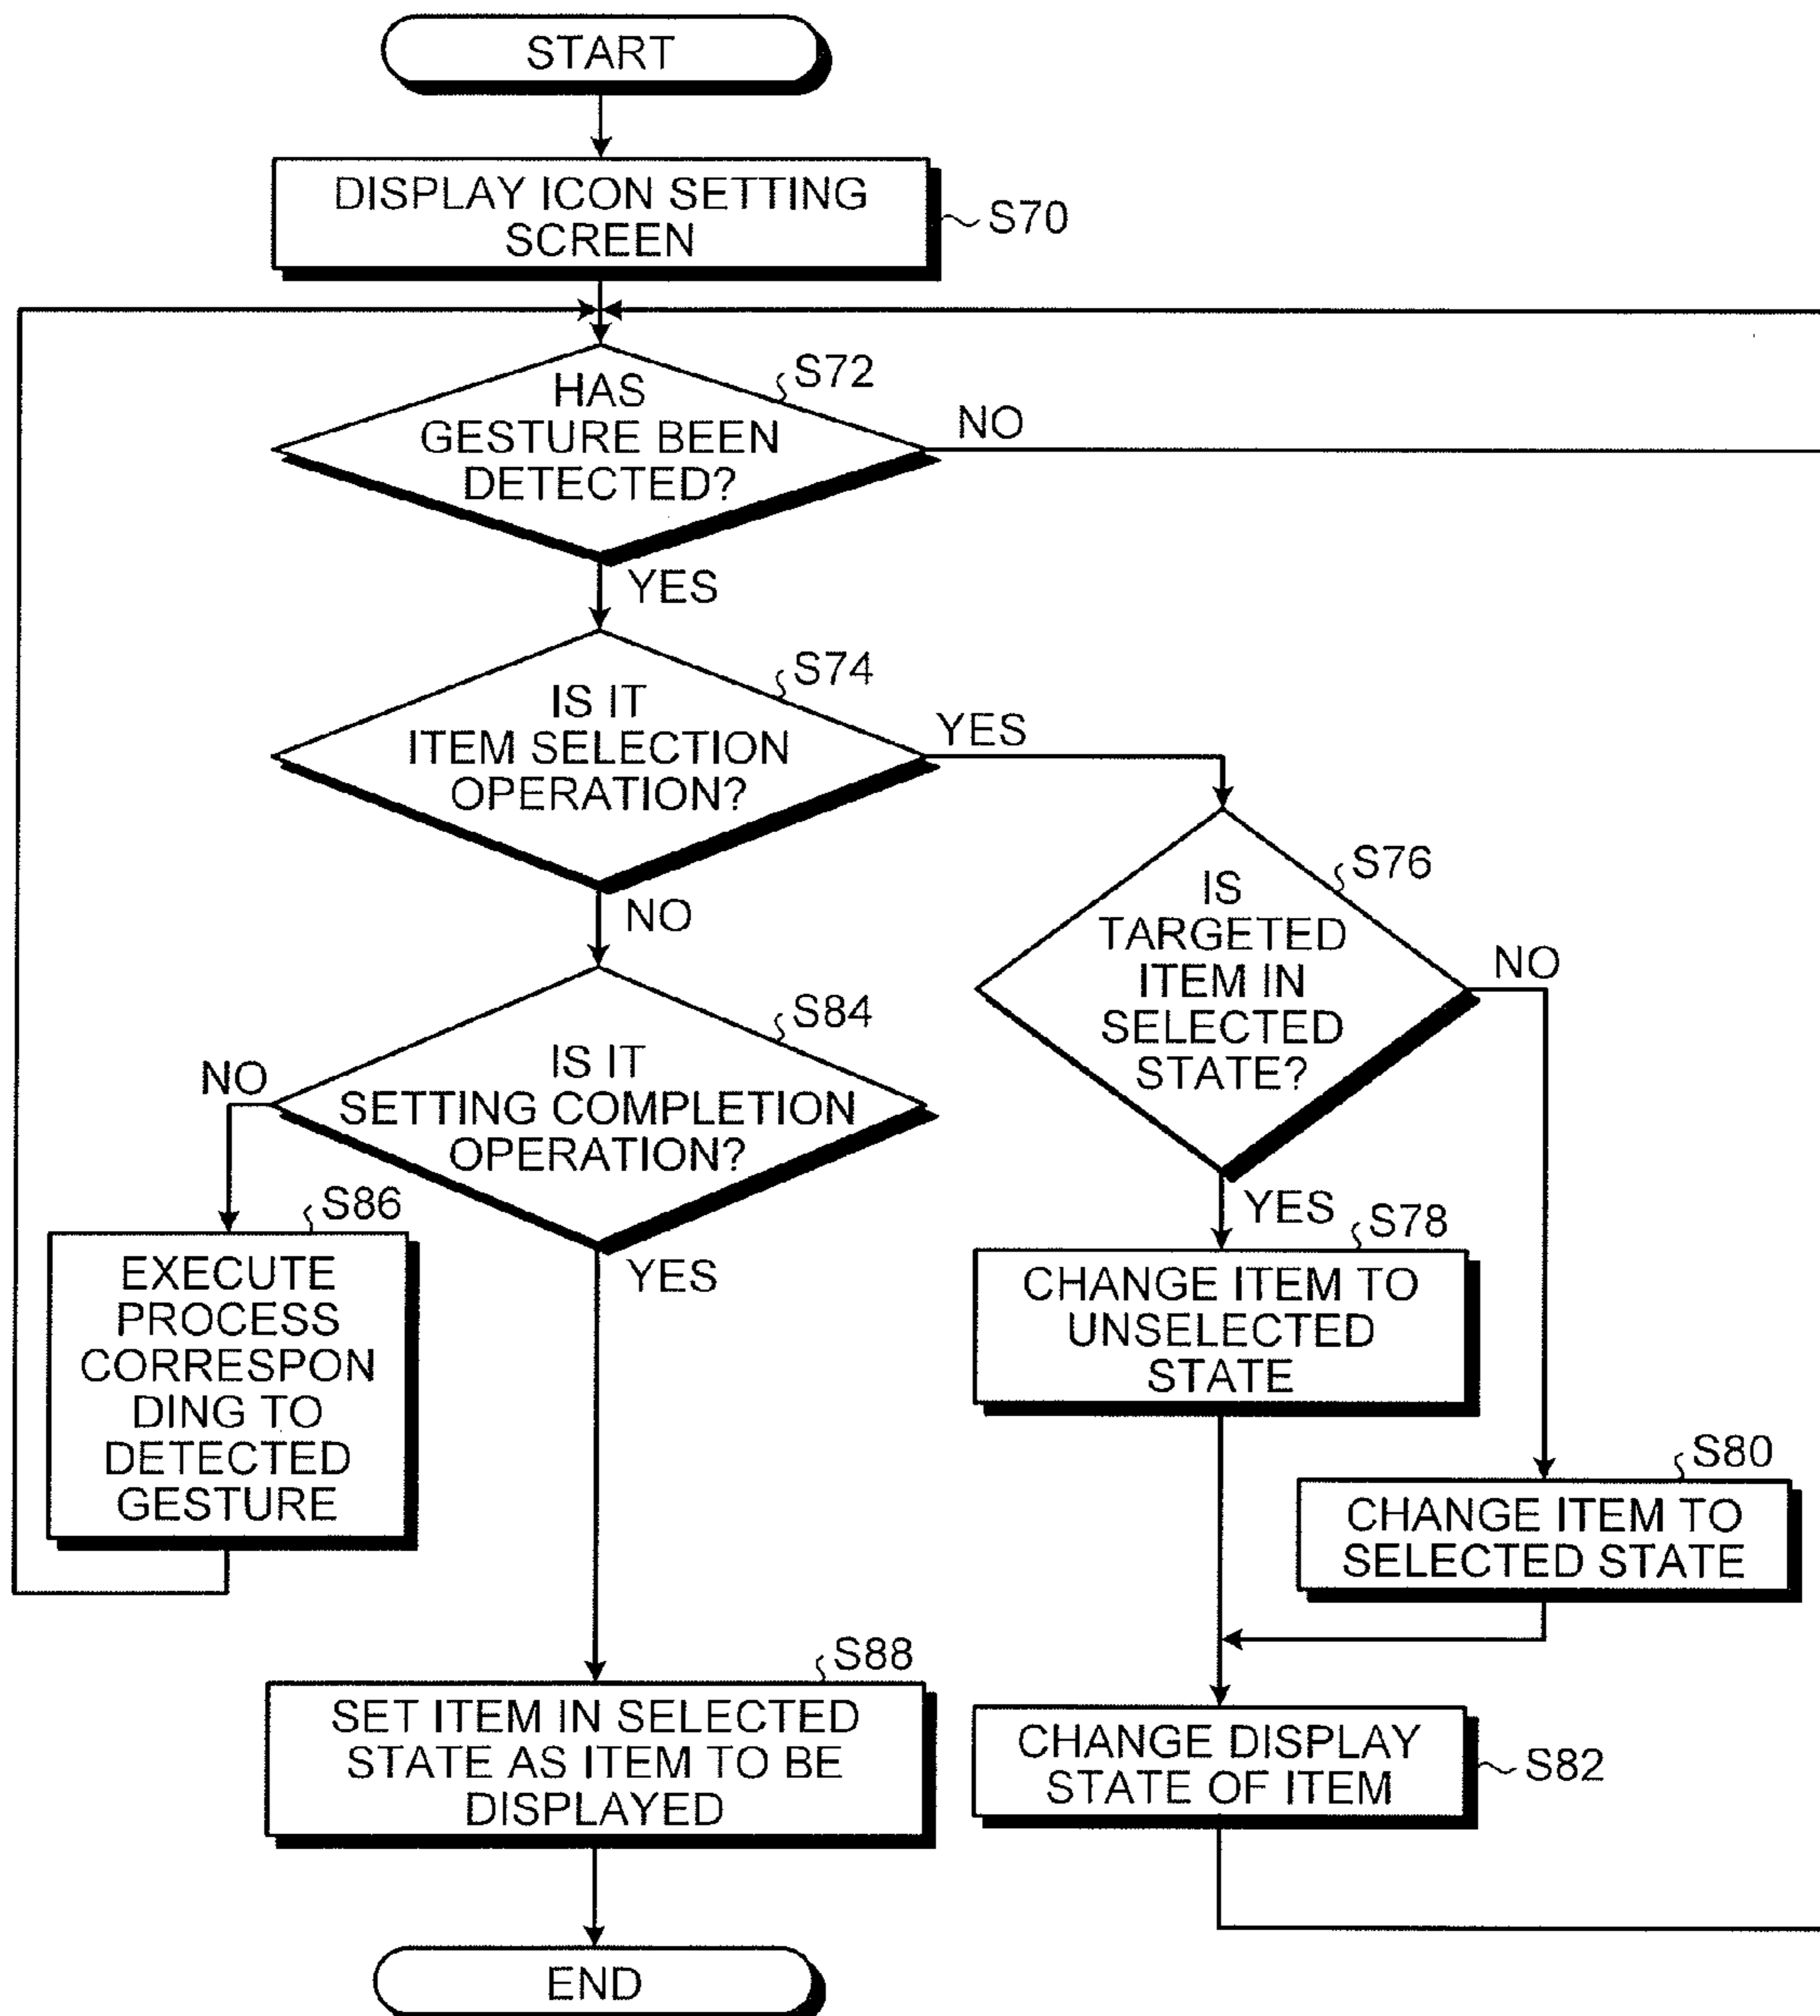 START
DISPLAY ICON SETTING
SCREEN
S70
S72
HAS
GESTURE BEEN
DETECTED?
NO
YES
S74
IS IT
ITEM SELECTION
OPERATION?
YES
NO
S76
IS
TARGETED
ITEM IN
SELECTED
STATE?
NO
YES
S84
IS IT
SETTING COMPLETION
OPERATION?
NO
YES
S86
EXECUTE
PROCESS
CORRESPON
DING TO
DETECTED
GESTURE
S78
CHANGE ITEM TO
UNSELECTED
STATE
S80
CHANGE ITEM TO
SELECTED STATE
S88
SET ITEM IN SELECTED
STATE AS ITEM TO BE
DISPLAYED
CHANGE DISPLAY
STATE OF ITEM
S82
END